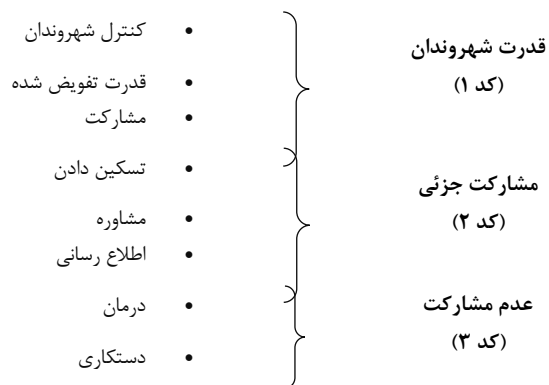 قدرت شهروندان
(کد ۱)
• کنترل شهروندان
• قدرت تفویض شده
• مشارکت
مشارکت جزئی
(کد ۲)
• تسکین دادن
• مشاوره
• اطلاع رسانی
عدم مشارکت
(کد ۳)
• درمان
• دستکاری